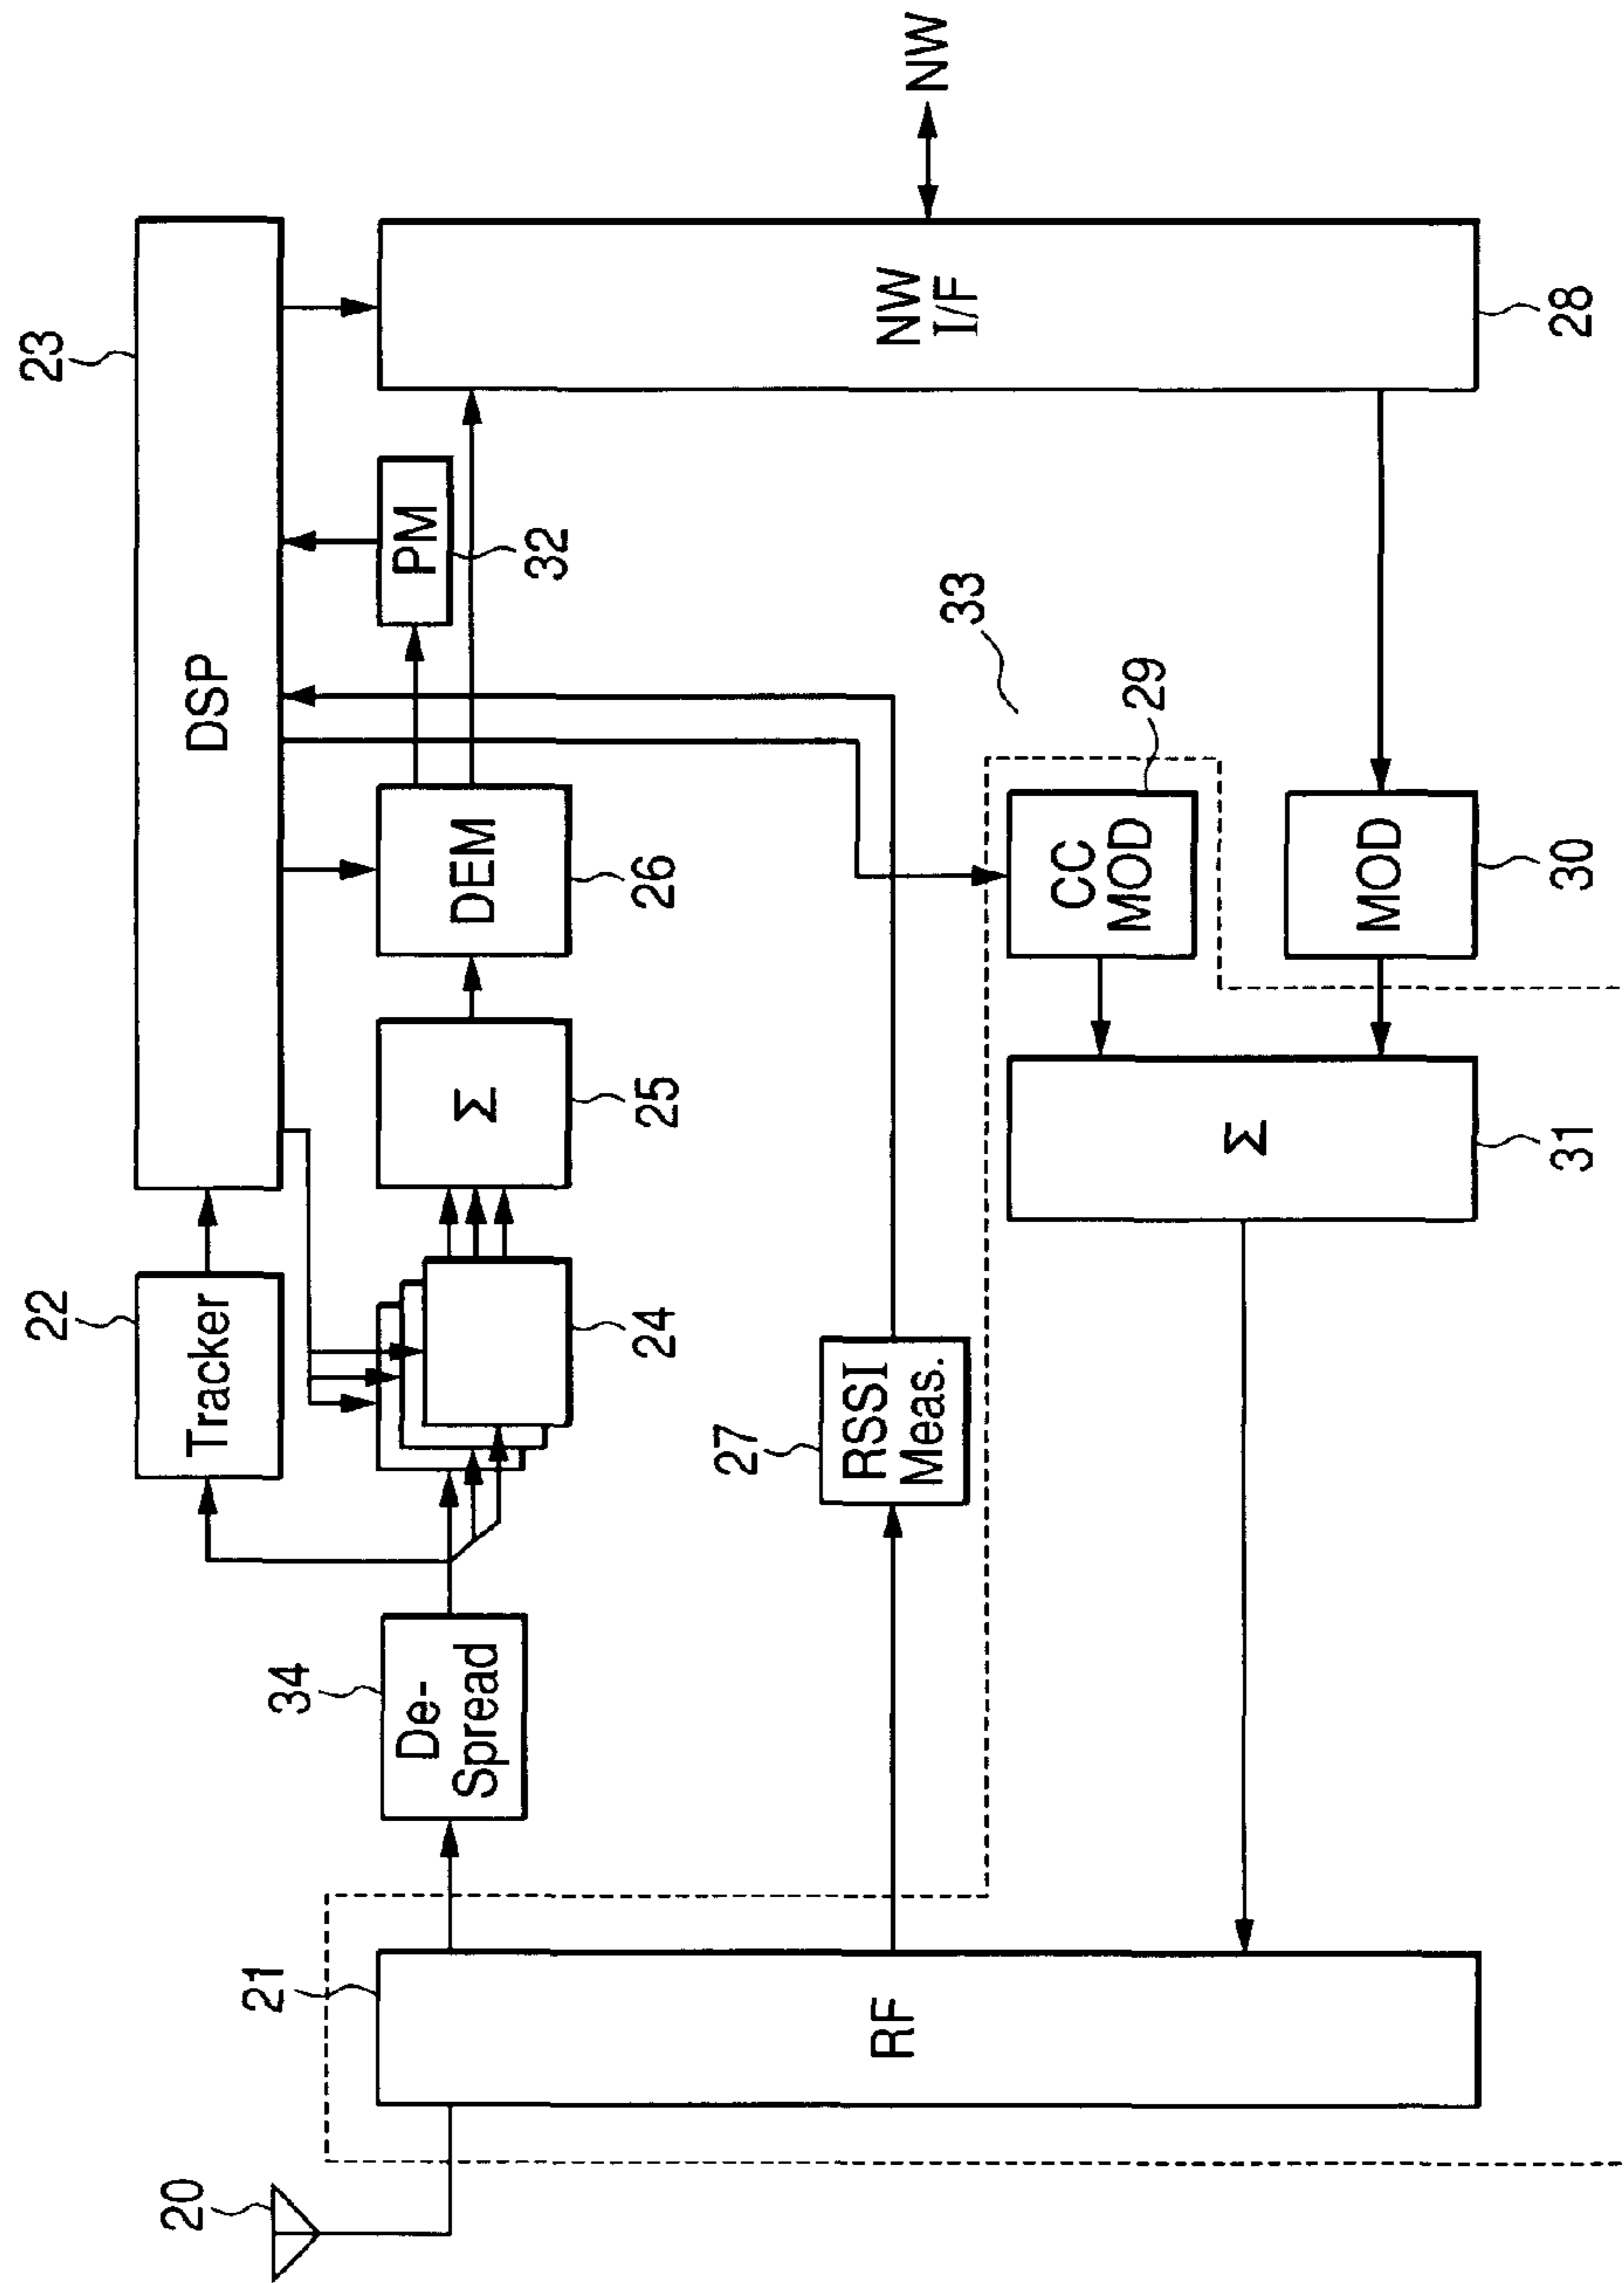 20
21
RF
34
De-
Spread
22
Tracker
23
DSP
24
25
Σ
26
DEM
32
PM
27
RSSI
Meas.
33
29
CC
MOD
30
MOD
31
Σ
28
NW
I/F
NW